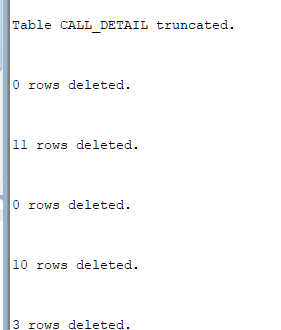 Table CALL_DETAIL truncated.
0 rows deleted.
11 rows deleted.
0 rows deleted.
10 rows deleted.
3 rows deleted.